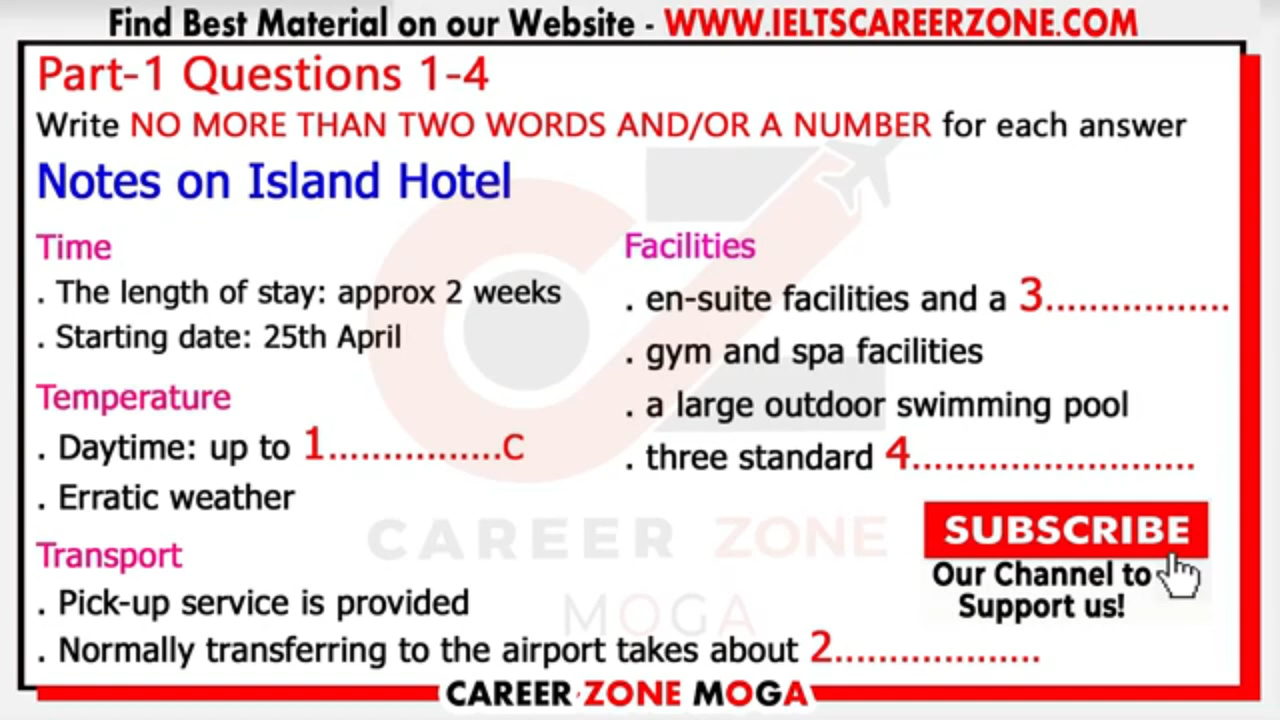 Find Best Material on our Website - WWW.IELTSCAREERZONE.COM
Part-1 Questions 1-4
Write NO MORE THAN TWO WORDS AND/OR A NUMBER for each answer
Notes on Island Hotel
Time
. The length of stay: approx 2 weeks
. Starting date: 25th April
Temperature
. Daytime: up to 1................C
. Erratic weather
Transport
. Pick-up service is provided
. Normally transferring to the airport takes about 2...................
Facilities
. en-suite facilities and a 3.................
. gym and spa facilities
. a large outdoor swimming pool
. three standard 4..........................
SUBSCRIBE
Our Channel to
Support us!
CAREER ZONE
MOGA
CAREER ZONE MOGA